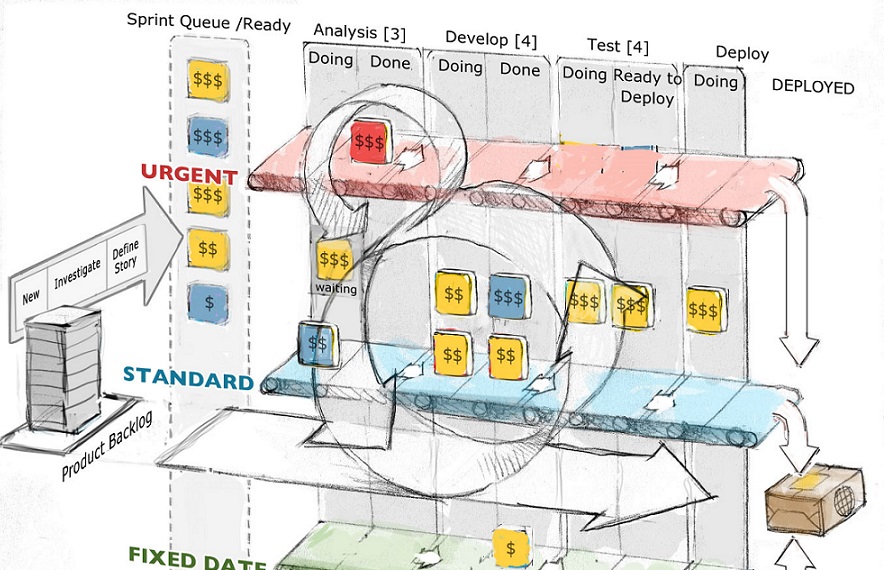 Sprint Queue /Ready
Analysis [3]
Develop [4]
Test [4]
Deploy
Doing
Done
Doing
Done
Doing
Ready to
Deploy
Doing
DEPLOYED
$$$
$$$
$$$
URGENT
$$$
$$
$
New
Investigate
Define
Story
$$$
waiting
$$
$$
$$$
$$
$$
$$$
$$$
$$$
STANDARD
Product Backlog
FIXED DATE
$